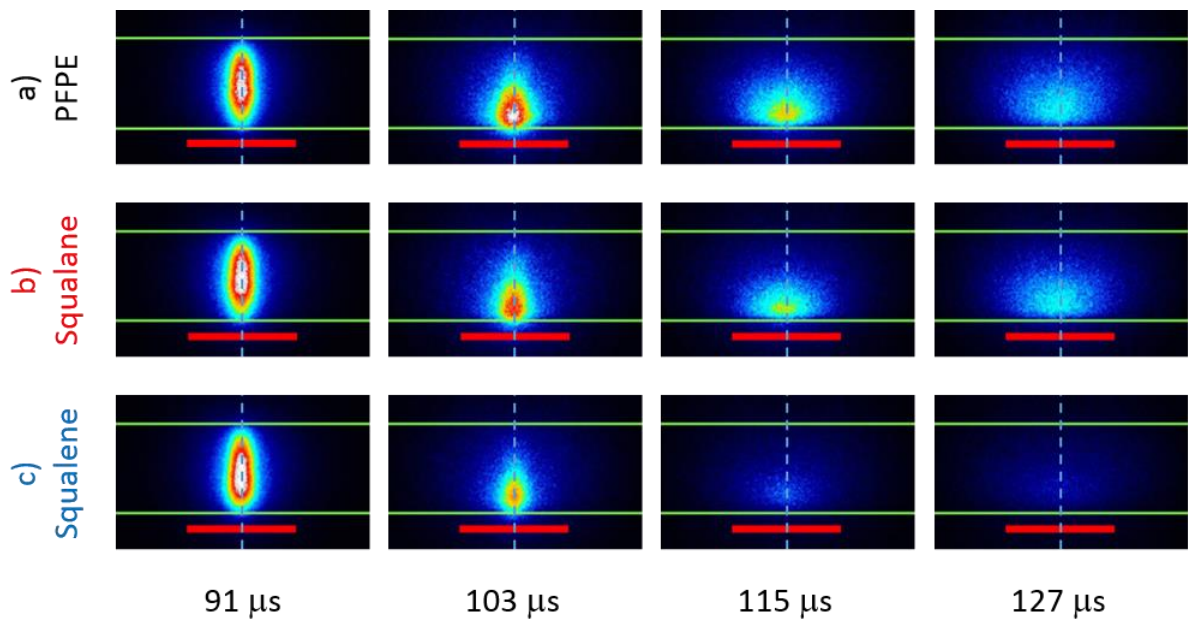 a)
PFPE
b)
Squalane
c)
Squalene
91 μs
103 μs
115 μs
127 μs